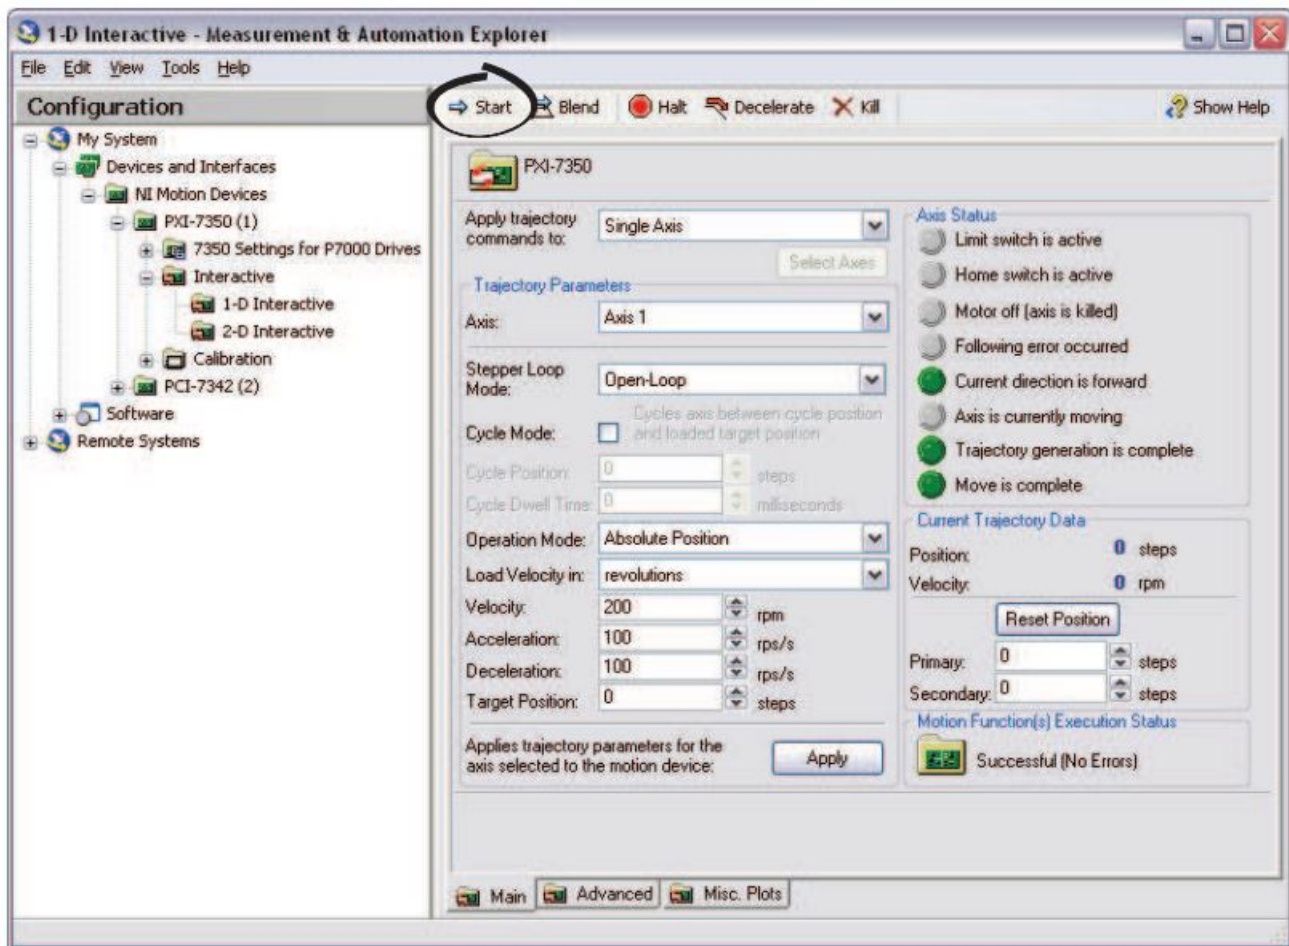 1-D Interactive - Measurement & Automation Explorer
File Edit View Tools Help
Configuration
Start Blend Halt Decelerate Kill Show Help
My System
Devices and Interfaces
NI Motion Devices
PXI-7350 (1)
7350 Settings for P7000 Drives
Interactive
1-D Interactive
2-D Interactive
Calibration
PCI-7342 (2)
Software
Remote Systems
PXI-7350
Apply trajectory
commands to:
Single Axis
Select Axes
Trajectory Parameters
Axis: Axis 1
Stepper Loop
Mode:
Open-Loop
Cycle Mode:
Cycles axis between cycle position
and loaded target position
Cycle Position: 0 steps
Cycle Dwell Time: 0 milliseconds
Operation Mode: Absolute Position
Load Velocity in: revolutions
Velocity: 200 rpm
Acceleration: 100 rps/s
Deceleration: 100 rps/s
Target Position: 0 steps
Applies trajectory parameters for the
axis selected to the motion device:
Apply
Axis Status
Limit switch is active
Home switch is active
Motor off (axis is killed)
Following error occurred
Current direction is forward
Axis is currently moving
Trajectory generation is complete
Move is complete
Current Trajectory Data
Position: 0 steps
Velocity: 0 rpm
Reset Position
Primary: 0 steps
Secondary: 0 steps
Motion Function(s) Execution Status
Successful (No Errors)
Main Advanced Misc. Plots